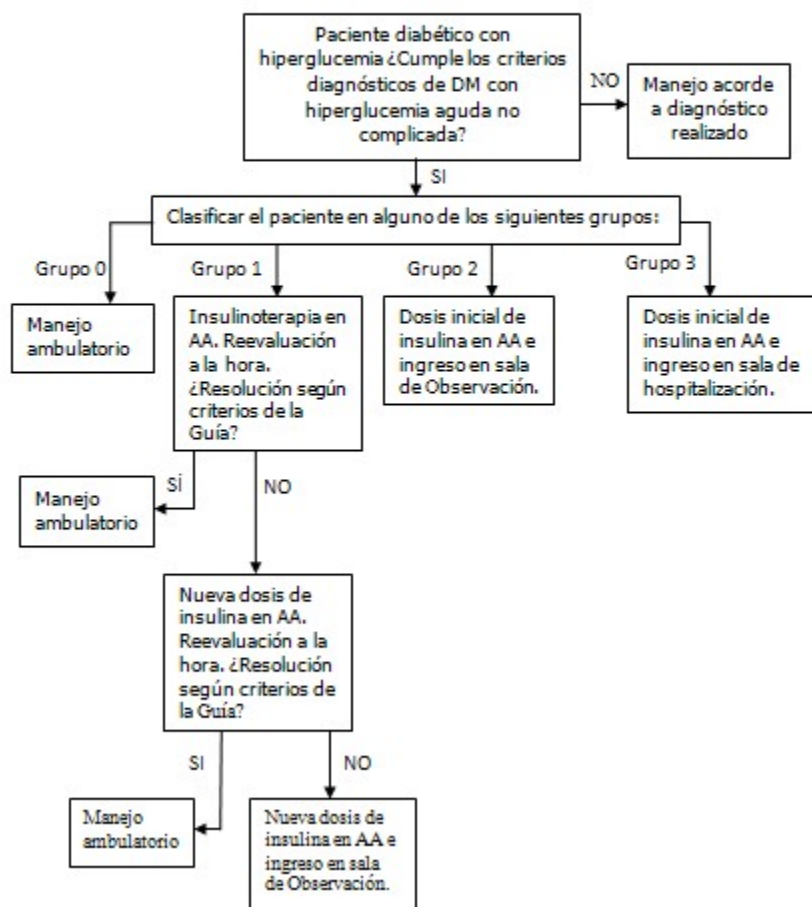 Paciente diabético con
hiperglucemia ¿Cumple los criterios
diagnósticos de DM con
hiperglucemia aguda no
complicada?
NO
Manejo acorde
a diagnóstico
realizado
SI
Clasificar el paciente en alguno de los siguientes grupos:
Grupo 0
Grupo 1
Grupo 2
Grupo 3
Manejo
ambulatorio
Insulinoterapia en
AA. Reevaluación
a la hora.
¿Resolución según
criterios de la
Guía?
Dosis inicial de
insulina en AA e
ingreso en sala
de Observación.
Dosis inicial de
insulina en AA e
ingreso en sala de
hospitalización.
SÍ
NO
Manejo
ambulatorio
Nueva dosis de
insulina en AA.
Reevaluación a la
hora. ¿Resolución
según criterios de
la Guía?
SI
NO
Manejo
ambulatorio
Nueva dosis de
insulina en AA e
ingreso en sala
de Observación.